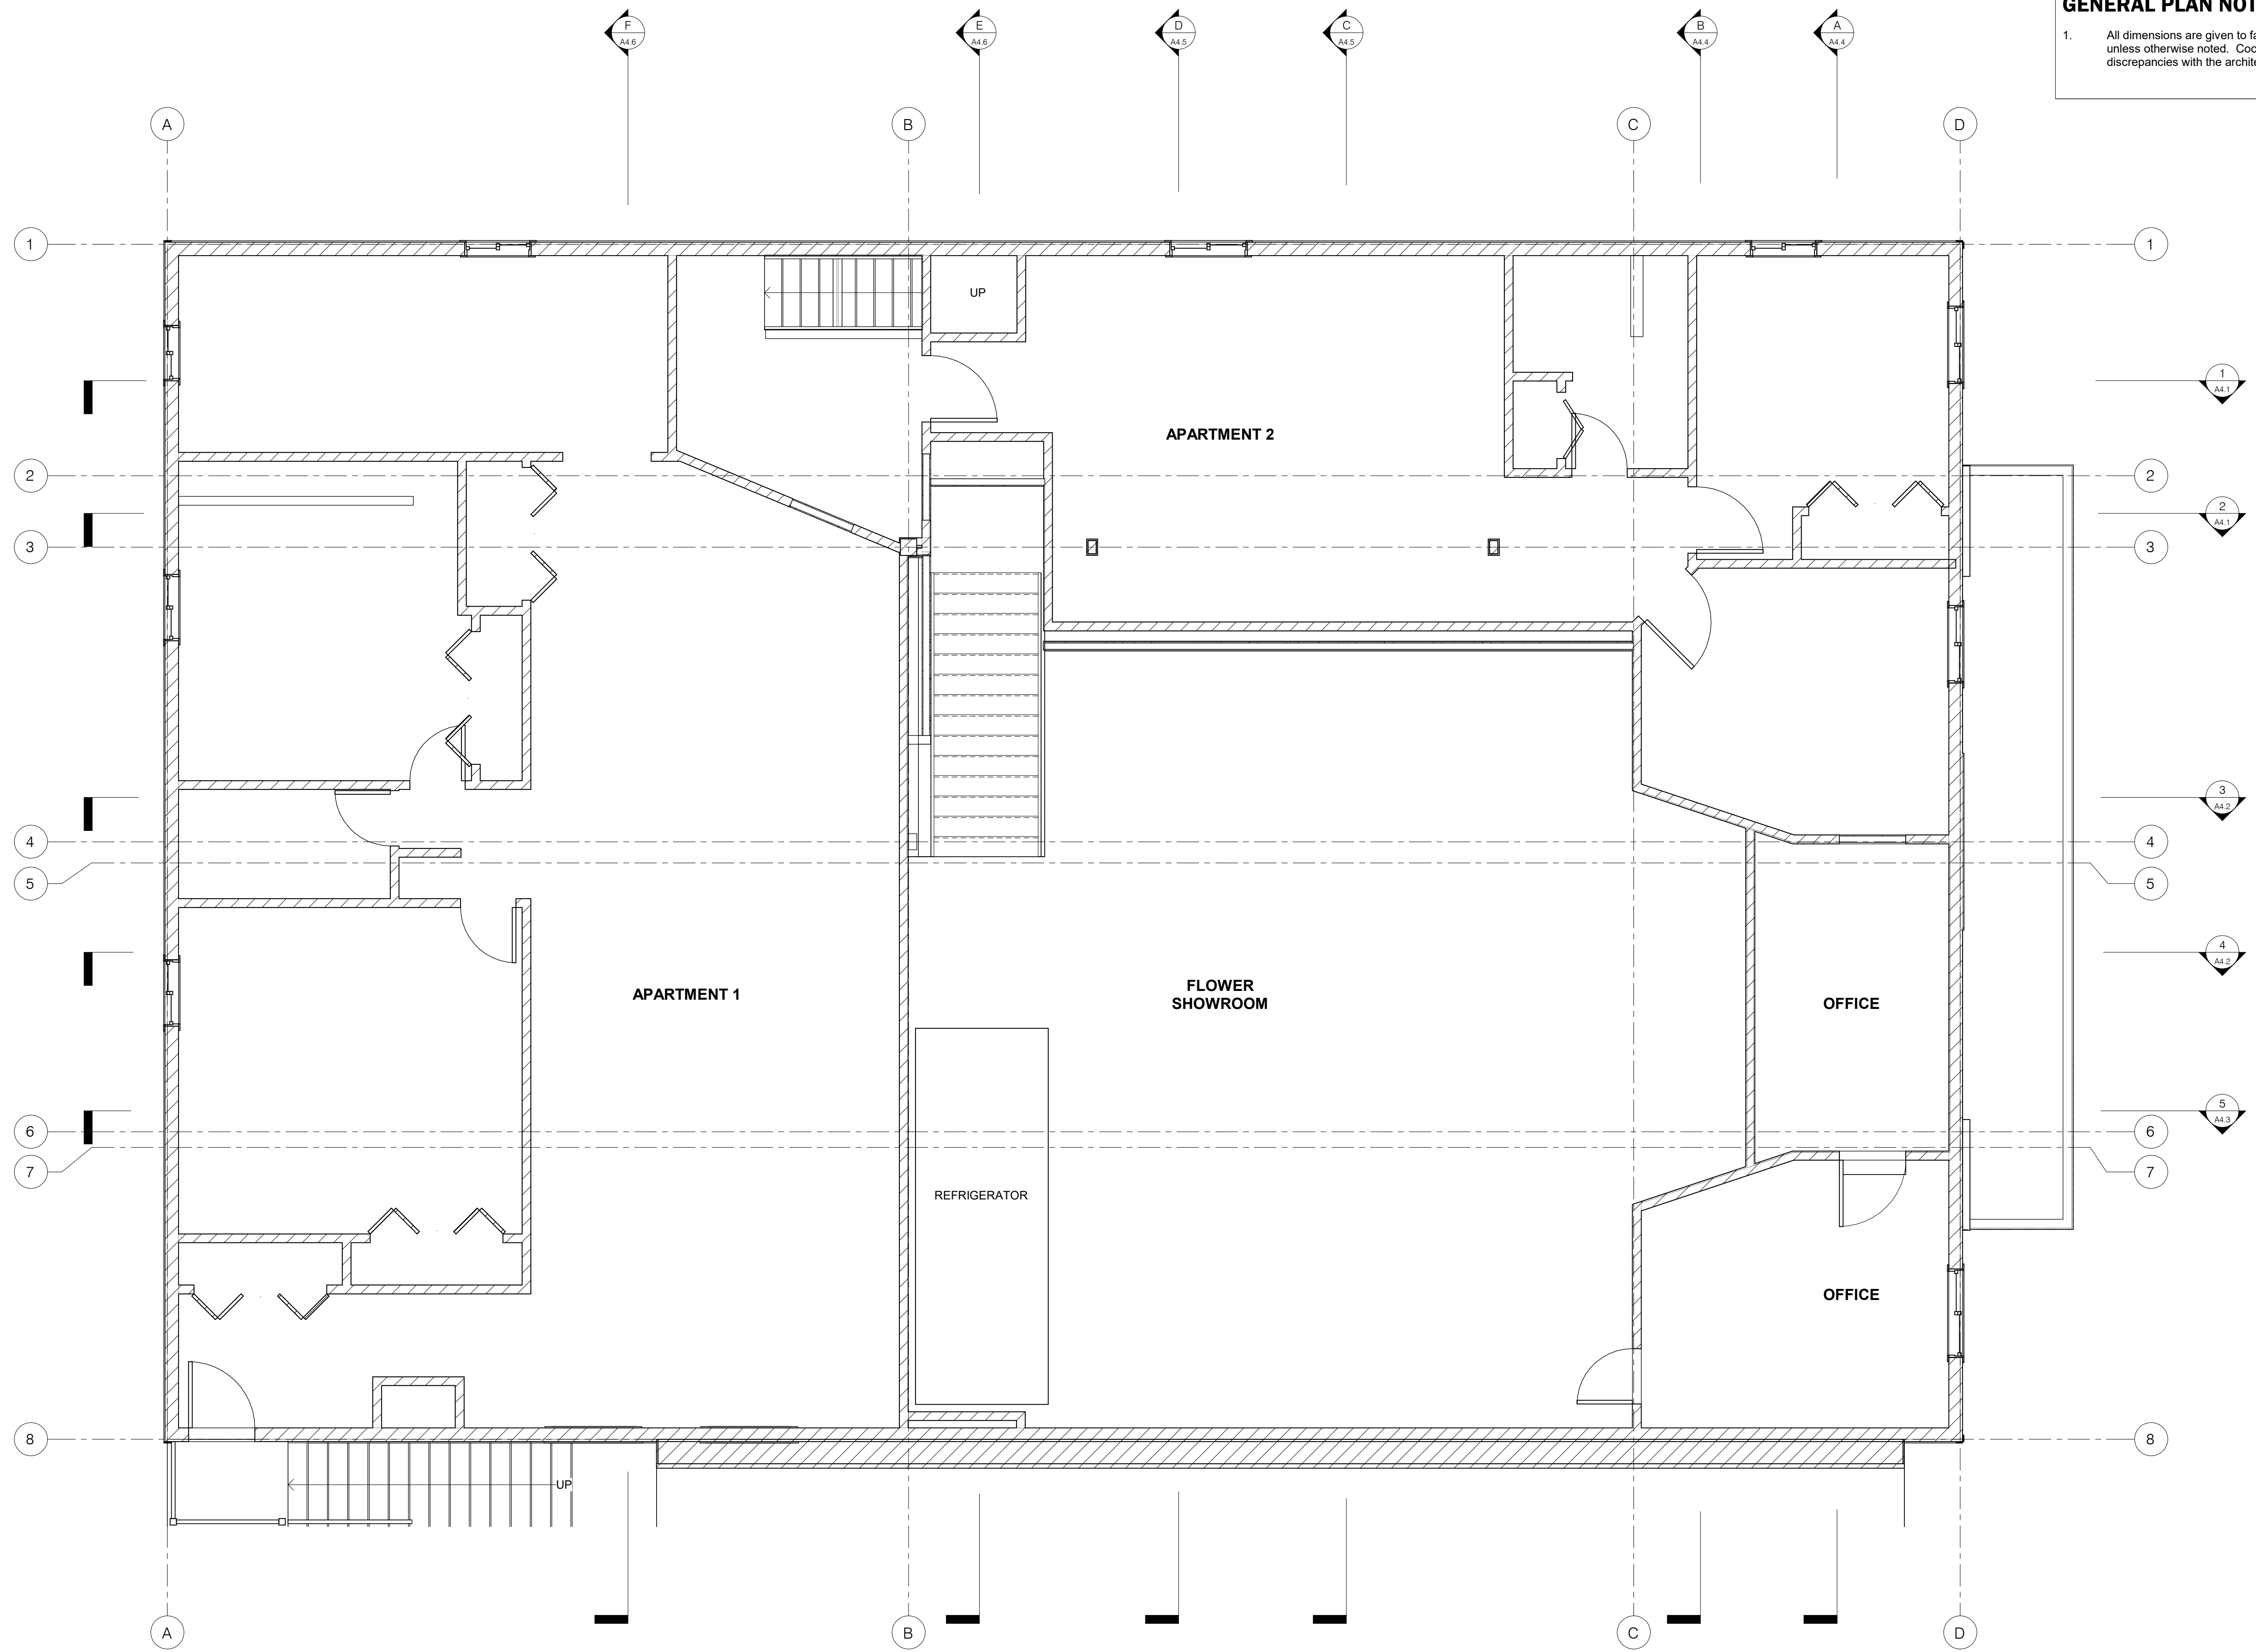 GENERAL PLAN
1. All dimensions are given to
unless otherwise noted.
discrepancies with the
F
A4.6
E
A4.6
D
A4.5
C
A4.5
B
A4.4
A
A4.4
A
B
C
D
1
1
UP
1
A4.1
APARTMENT 2
2
2
2
A4.1
3
3
3
A4.2
4
4
5
5
4
A4.2
APARTMENT 1
FLOWER
SHOWROOM
OFFICE
5
A4.3
6
6
7
7
REFRIGERATOR
OFFICE
8
8
UP
A
B
C
D